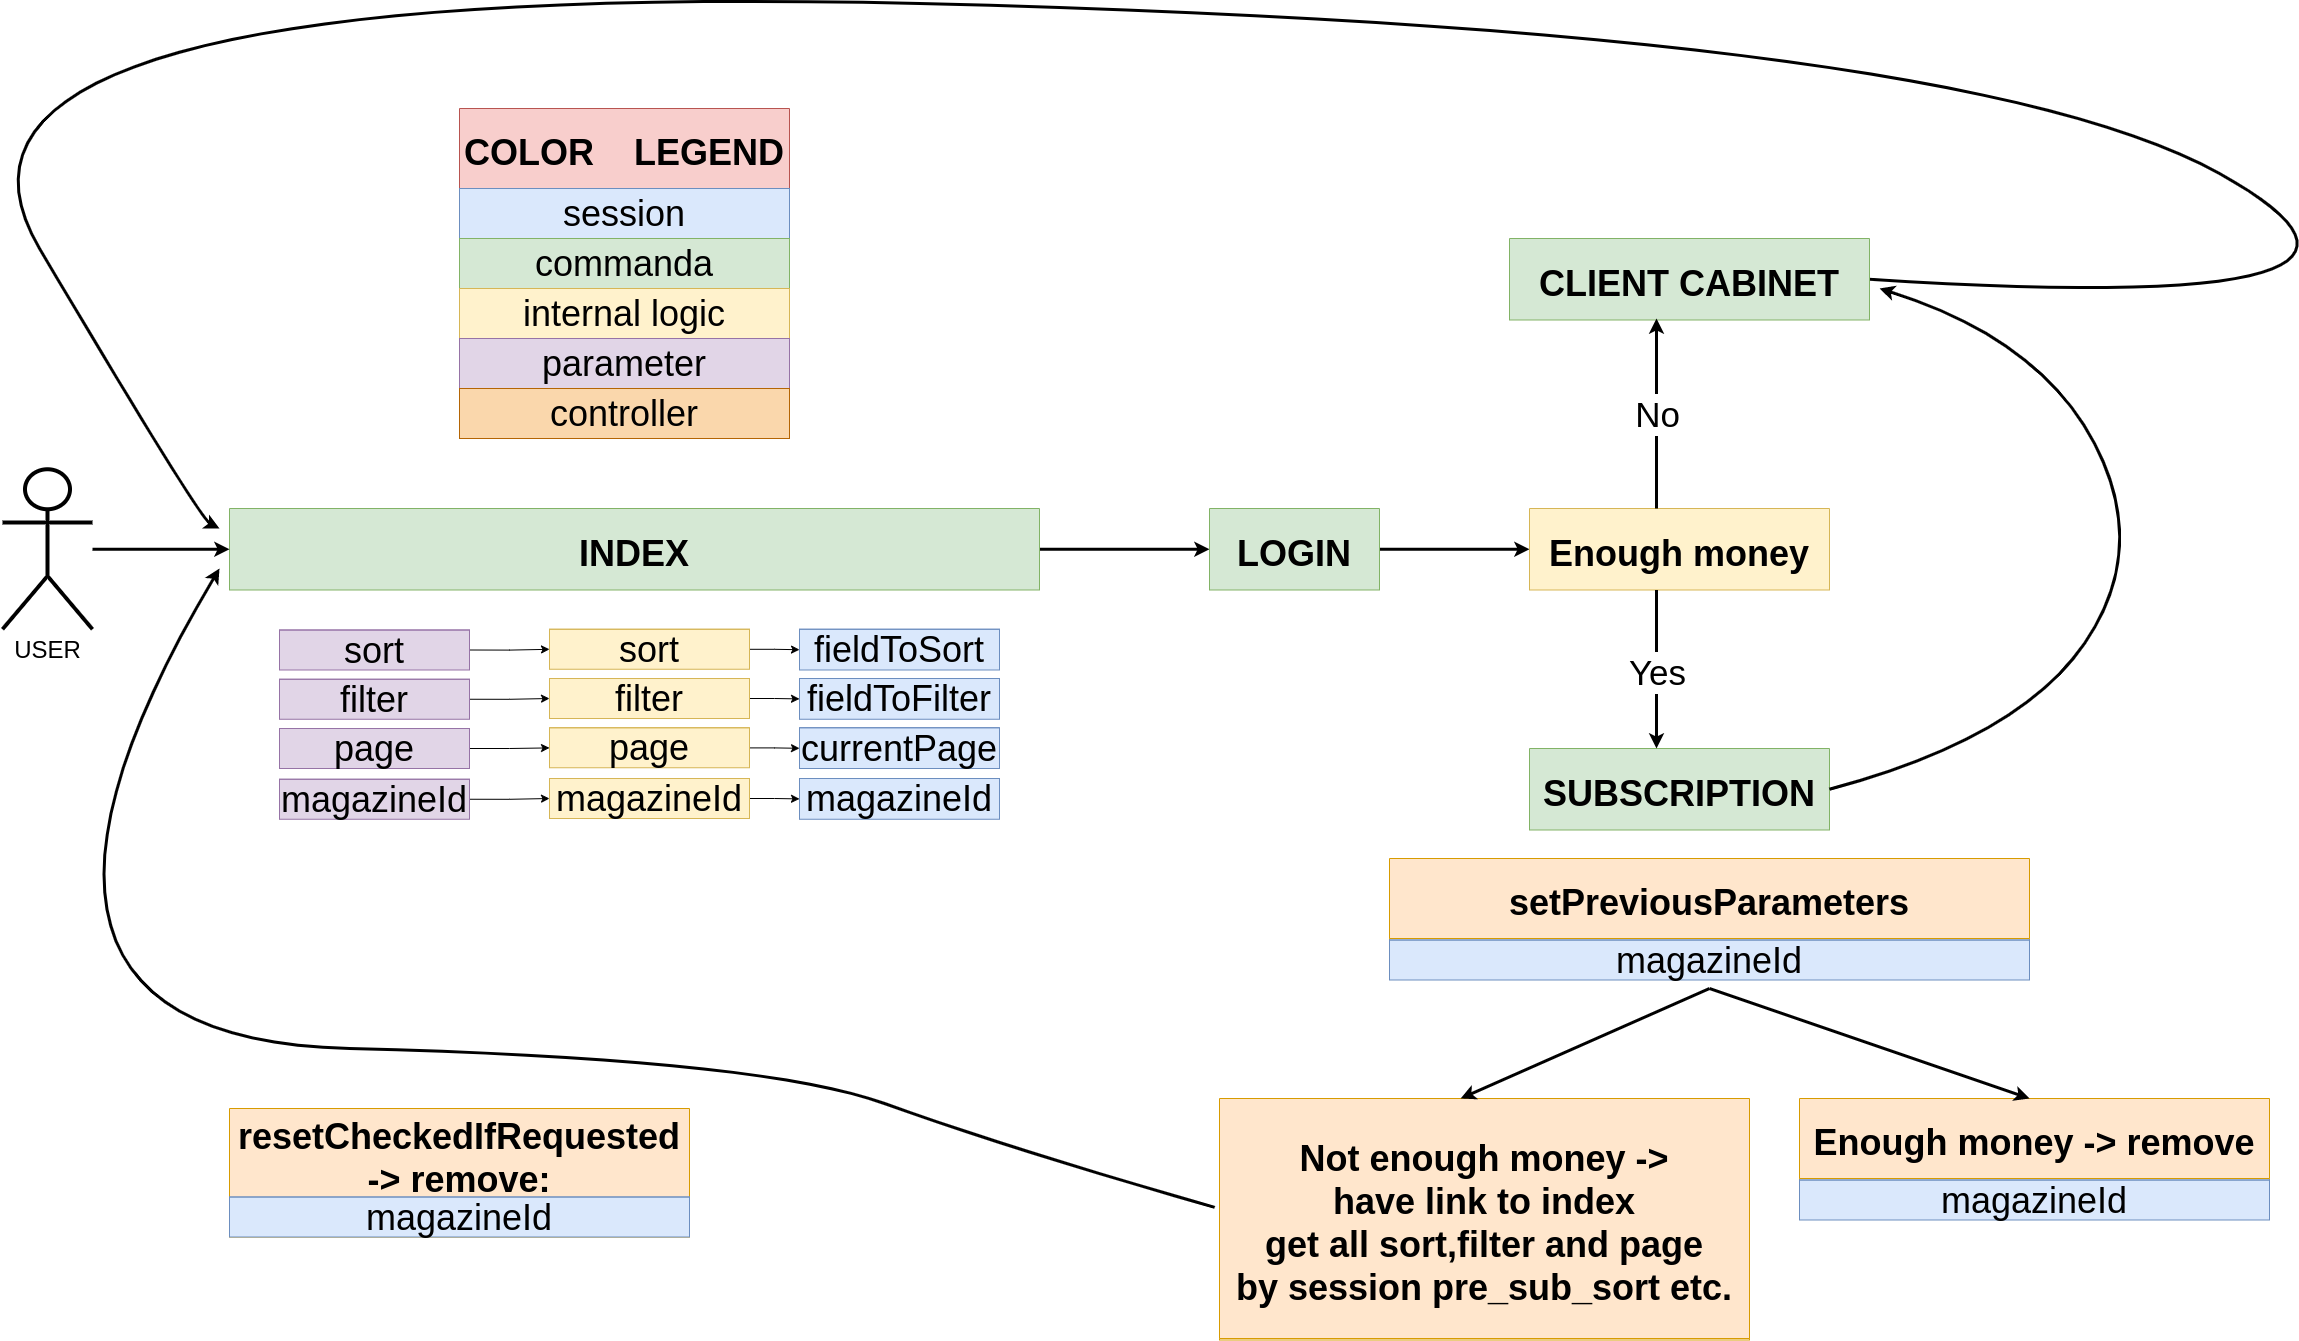 COLOR LEGEND
session
commanda
internal logic
parameter
controller
CLIENT CABINET
No
USER
INDEX
LOGIN
Enough money
sort
sort
fieldToSort
filter
filter
fieldToFilter
page
page
currentPage
magazineId
magazineId
magazineId
Yes
SUBSCRIPTION
setPreviousParameters
magazineId
resetCheckedIfRequested
-> remove:
magazineId
Not enough money ->
have link to index
get all sort,filter and page
by session pre_sub_sort etc.
Enough money -> remove
magazineId